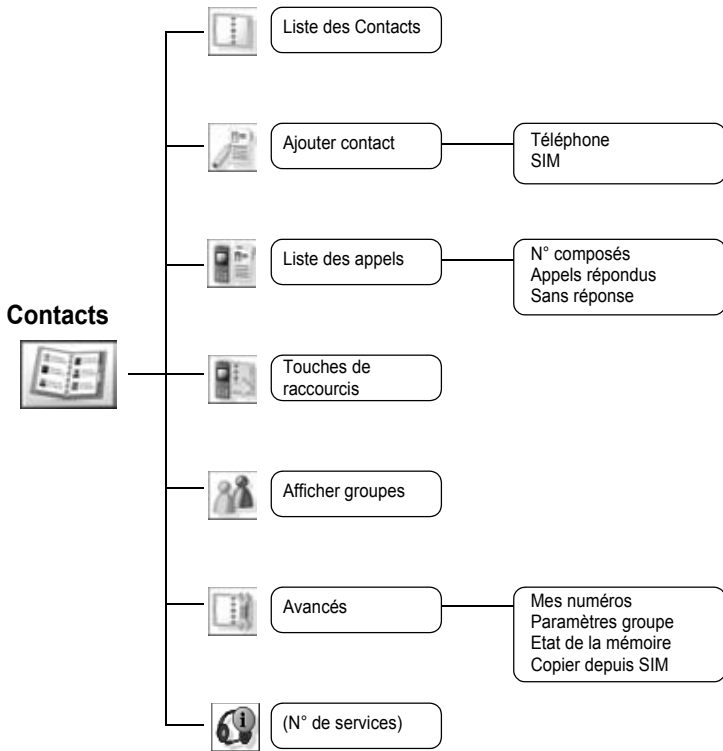 Contacts
Liste des Contacts
Ajouter contact
Téléphone
SIM
Liste des appels
N° composés
Appels répondus
Sans réponse
Touches de
raccourcis
Afficher groupes
Avancés
Mes numéros
Paramètres groupe
Etat de la mémoire
Copier depuis SIM
(N° de services)